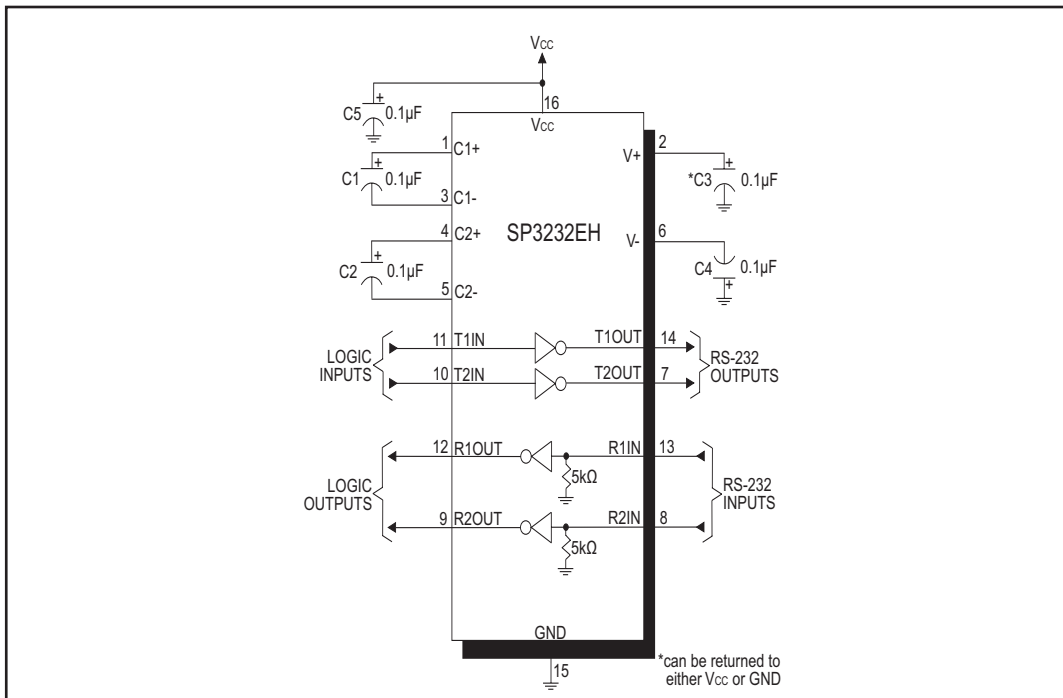 VCC
C5
+
0.1µF
16
VCC
1
C1+
C1
+
0.1µF
3
C1-
4
C2+
C2
+
0.1µF
5
C2-
SP3232EH
V+
2
*C3
+
0.1µF
V-
6
C4
0.1µF
+
LOGIC
INPUTS
11
T1IN
T1OUT
14
10
T2IN
T2OUT
7
RS-232
OUTPUTS
LOGIC
OUTPUTS
12
R1OUT
R1IN
13
5kΩ
9
R2OUT
R2IN
8
5kΩ
RS-232
INPUTS
GND
15
*can be returned to
either VCC or GND